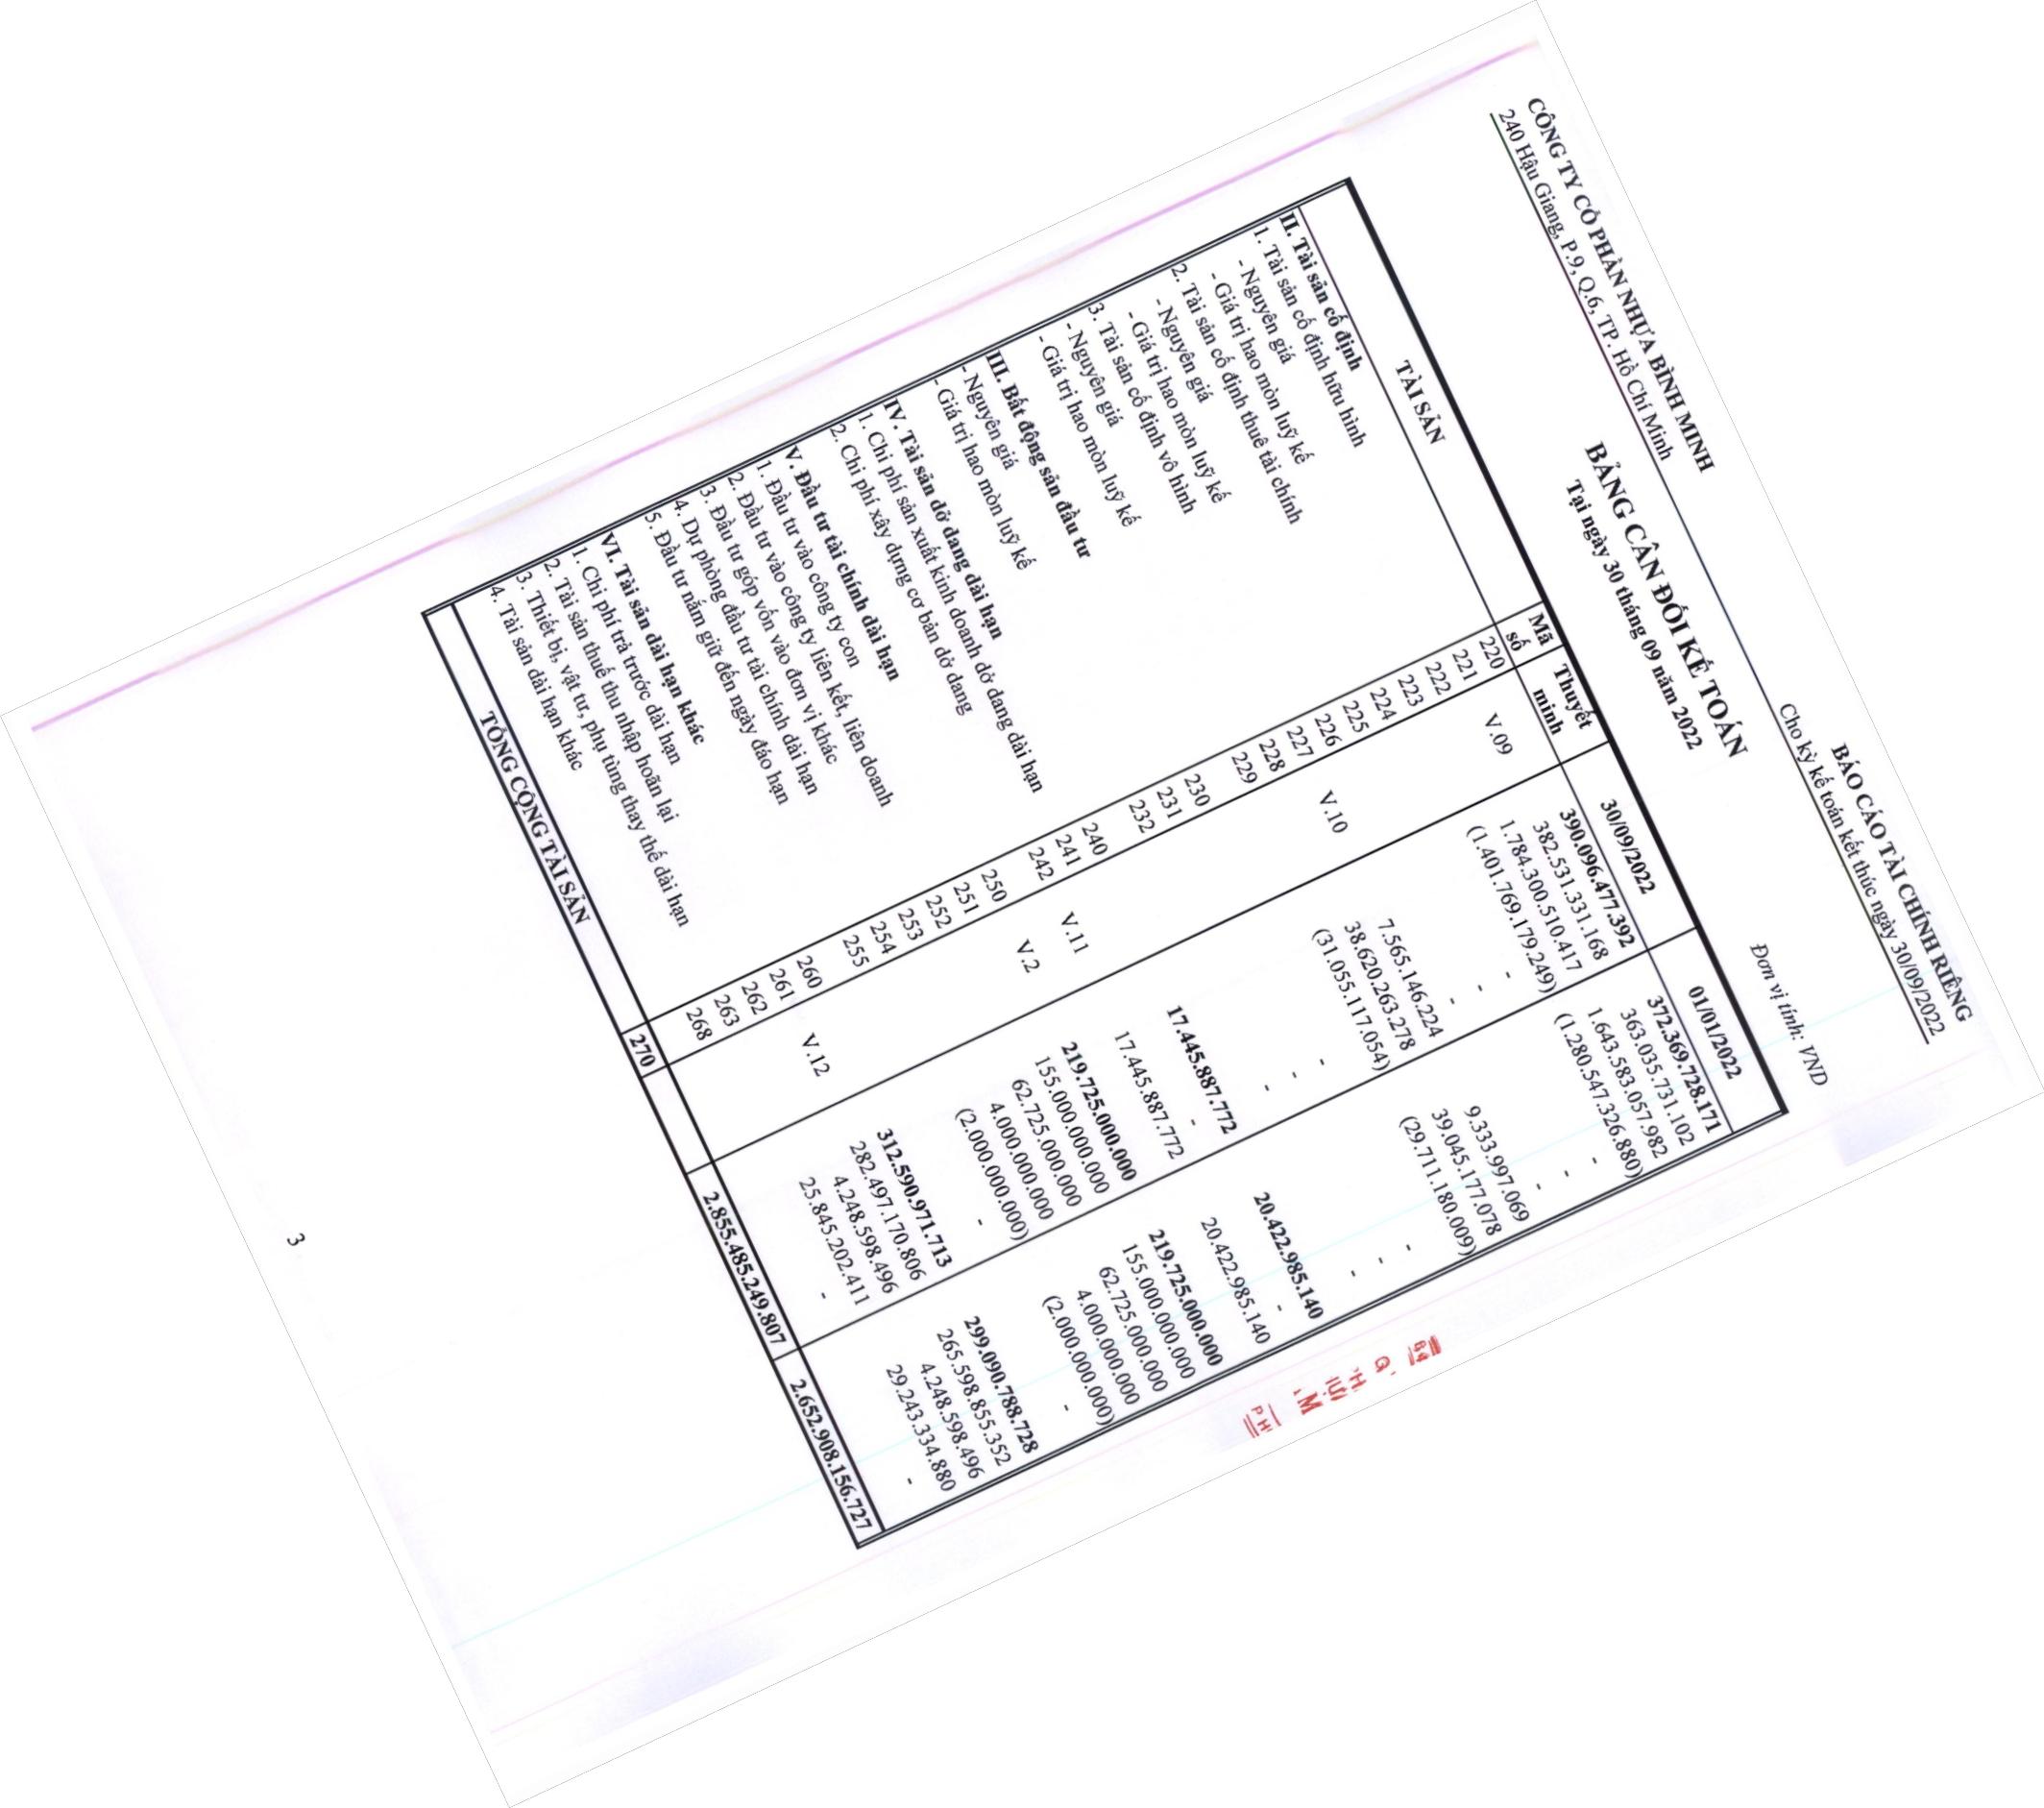 CÔNG TY CỔ PHẦN NHỰA BÌNH MINH
240 Hậu Giang, P.9, Q.6, TP. Hồ Chí Minh
BÁO CÁO TÀI CHÍNH RIÊNG
Cho kỳ kế toán kết thúc ngày 30/09/2022
BẢNG CÂN ĐỐI KẾ TOÁN
Tại ngày 30 tháng 09 năm 2022
Đơn vị tính: VND
TÀI SẢN Mã số Thuyết minh 30/09/2022 01/01/2022
II. Tài sản cố định 220 390.096.477.392 372.369.728.171
1. Tài sản cố định hữu hình 221 V.09 382.531.331.168 363.035.731.102
- Nguyên giá 222 1.784.300.510.417 1.643.583.057.982
- Giá trị hao mòn luỹ kế 223 (1.401.769.179.249) (1.280.547.326.880)
2. Tài sản cố định thuê tài chính 224 - -
- Nguyên giá 225 - -
- Giá trị hao mòn luỹ kế 226 - -
3. Tài sản cố định vô hình 227 V.10 7.565.146.224 9.333.997.069
- Nguyên giá 228 38.620.263.278 39.045.177.078
- Giá trị hao mòn luỹ kế 229 (31.055.117.054) (29.711.180.009)
III. Bất động sản đầu tư 230 - -
- Nguyên giá 231 - -
- Giá trị hao mòn luỹ kế 232 - -
IV. Tài sản dở dang dài hạn 240 17.445.887.772 20.422.985.140
1. Chi phí sản xuất kinh doanh dở dang dài hạn 241 - -
2. Chi phí xây dựng cơ bản dở dang 242 V.11 17.445.887.772 20.422.985.140
V. Đầu tư tài chính dài hạn 250 V.2 219.725.000.000 219.725.000.000
1. Đầu tư vào công ty con 251 155.000.000.000 155.000.000.000
2. Đầu tư vào công ty liên kết, liên doanh 252 62.725.000.000 62.725.000.000
3. Đầu tư góp vốn vào đơn vị khác 253 4.000.000.000 4.000.000.000
4. Dự phòng đầu tư tài chính dài hạn 254 (2.000.000.000) (2.000.000.000)
5. Đầu tư nắm giữ đến ngày đáo hạn 255 - -
VI. Tài sản dài hạn khác 260 312.590.971.713 299.090.788.728
1. Chi phí trả trước dài hạn 261 V.12 282.497.170.806 265.598.855.352
2. Tài sản thuế thu nhập hoãn lại 262 4.248.598.496 4.248.598.496
3. Thiết bị, vật tư, phụ tùng thay thế dài hạn 263 25.845.202.411 29.243.334.880
4. Tài sản dài hạn khác 268 - -
TỔNG CỘNG TÀI SẢN 270 2.855.485.249.807 2.652.908.156.727
3